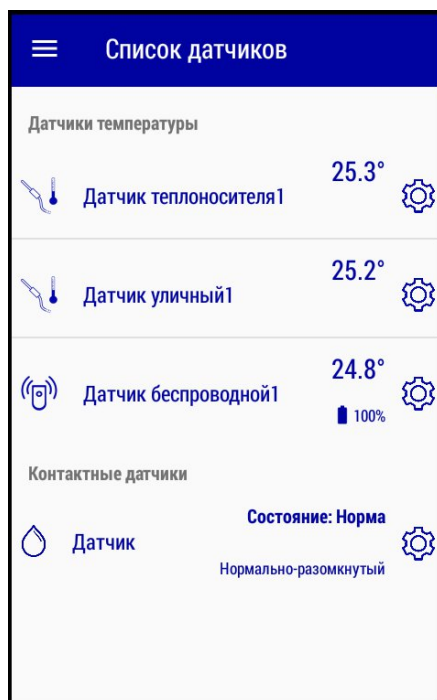 Список датчиков
Датчики температуры
25.3°
Датчик теплоносителя1
25.2°
Датчик уличный1
24.8°
Датчик беспроводной1
100%
Контактные датчики
Состояние: Норма
Датчик
Нормально-разомкнутый